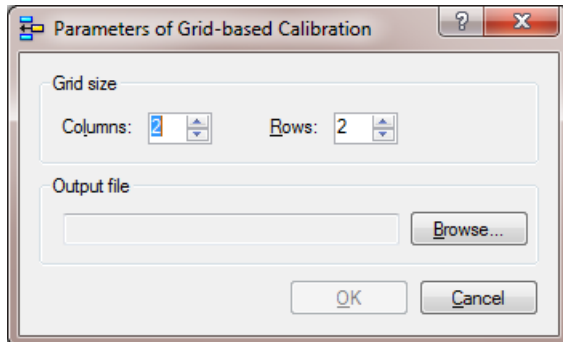 Parameters of Grid-based Calibration
?
Grid size
Columns: 2 Rows: 2
Output file
Browse...
OK Cancel